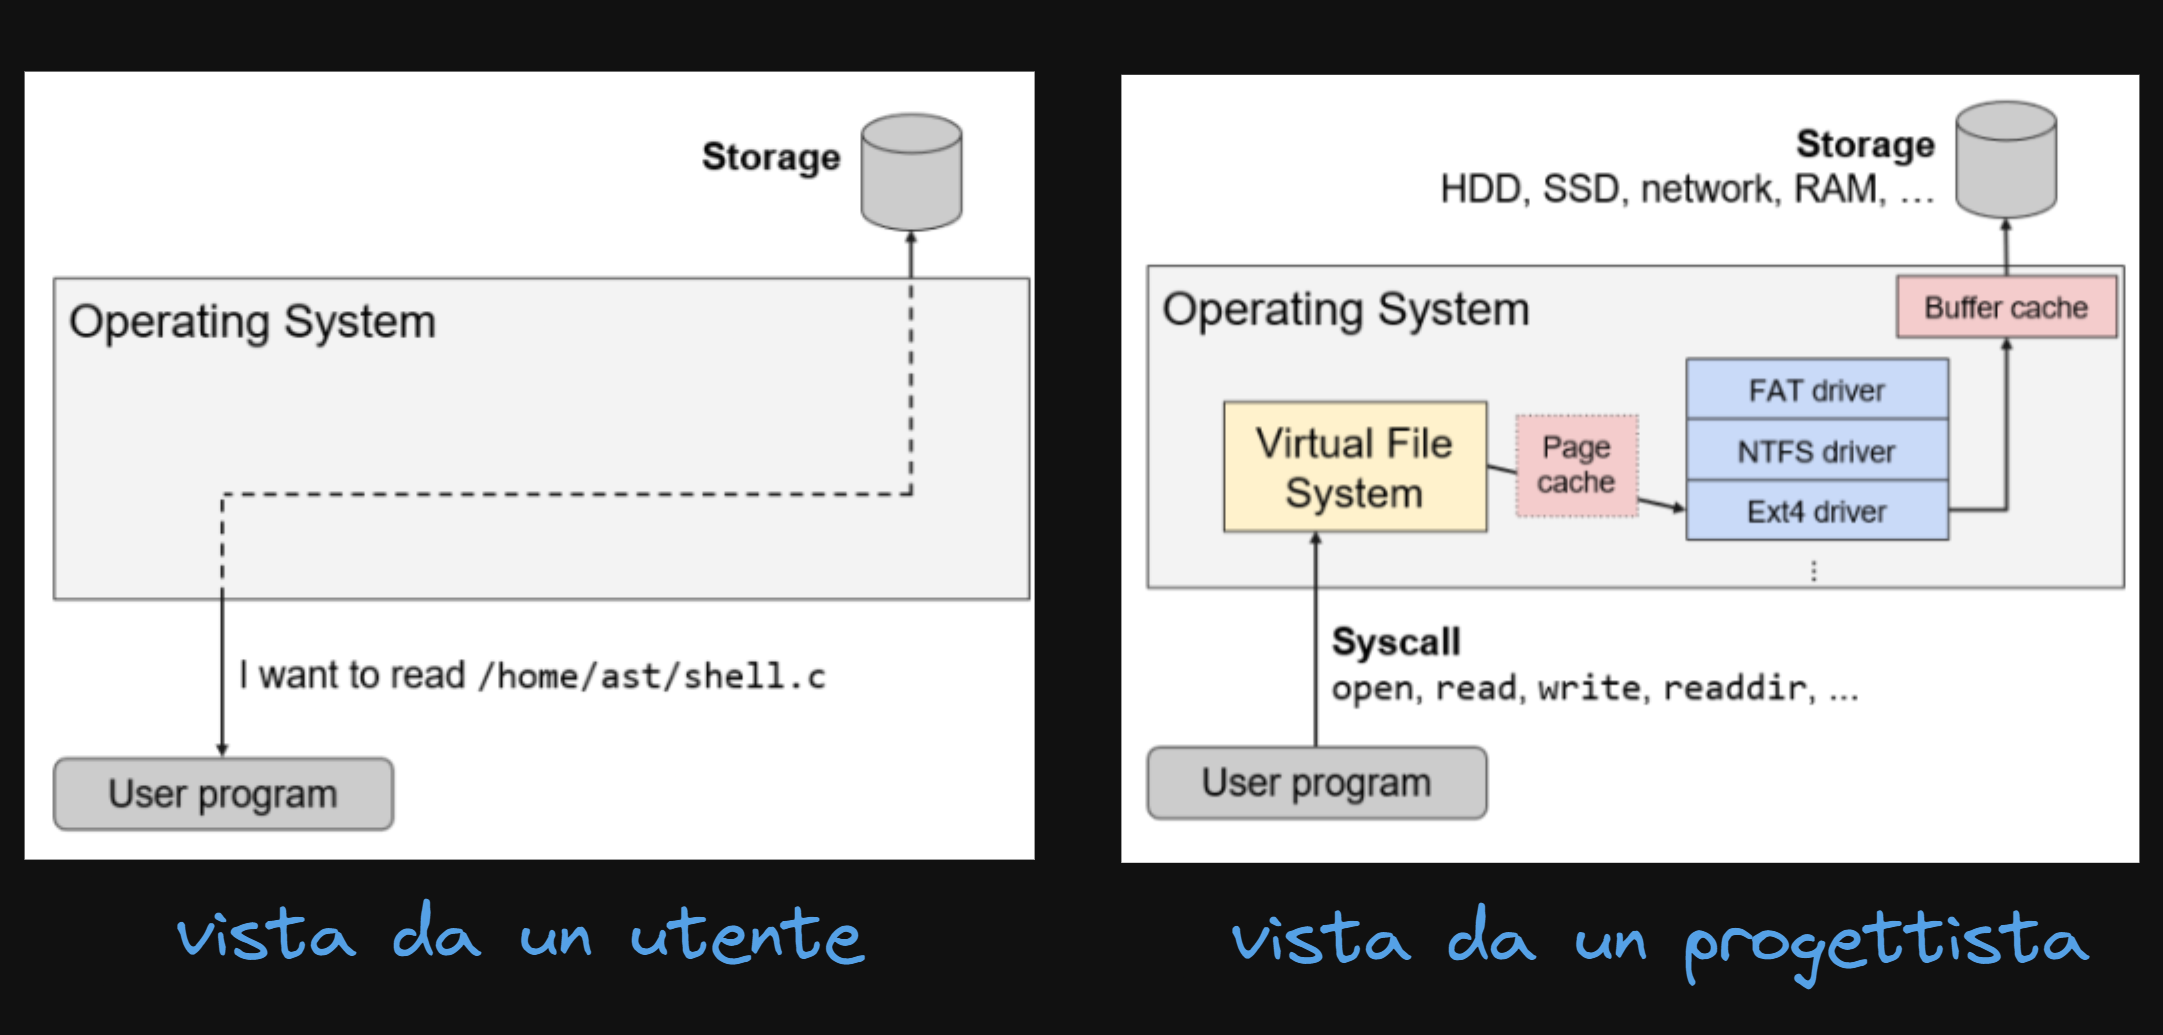 Storage
Operating System
I want to read /home/ast/shell.c
User program
vista da un utente
Storage
HDD, SSD, network, RAM, ...
Operating System
Buffer cache
FAT driver
NTFS driver
Ext4 driver
⋮
Virtual File
System
Page
cache
Syscall
open, read, write, readdir, ...
User program
vista da un progettista